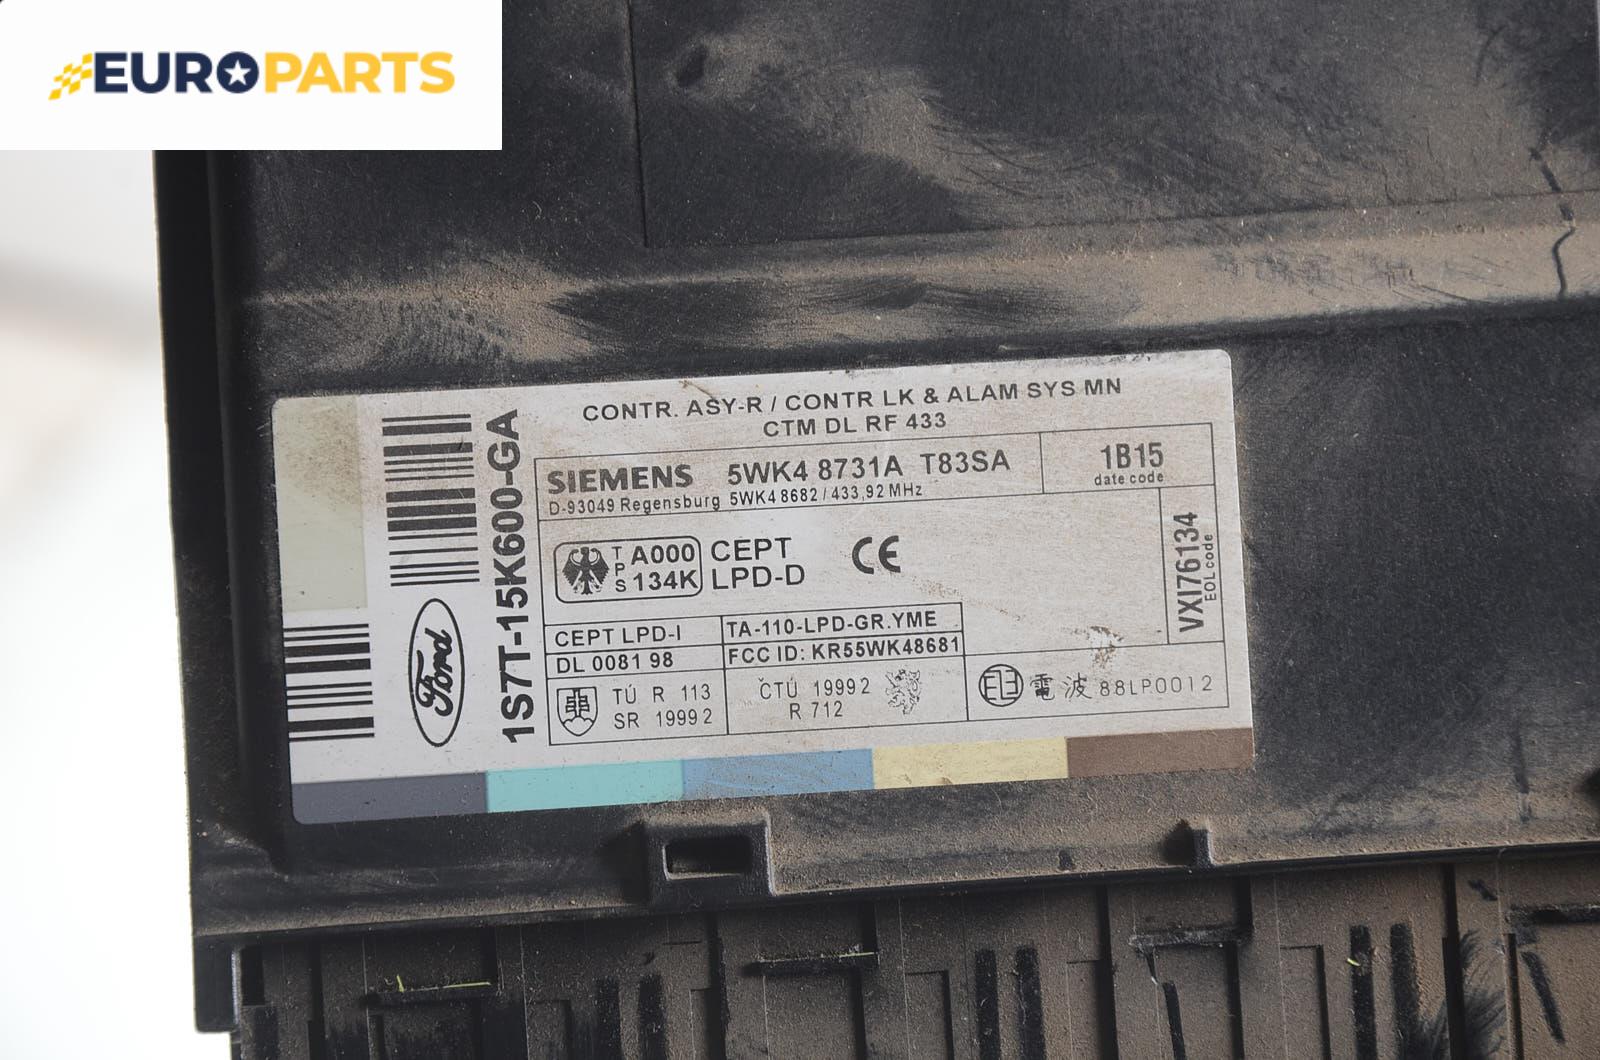 EUROPARTS
CONTR. ASY-R / CONTR LK & ALAM SYS MN
CTM DL RF 433
1S7T-15K600-GA
Ford
SIEMENS 5WK4 8731A T83SA
D-93049 Regensburg 5WK4 8682 / 433,92 MHz
1B15
date code
TPS A000 134K
CEPT
LPD-D
CE
VXI76134
EOL code
CEPT LPD-I
TA-110-LPD-GR.YME
DL 0081 98
FCC ID: KR55WK48681
TÚ R 113
SR 1999 2
ČTÚ 1999 2
R 712
電波 88LP0012